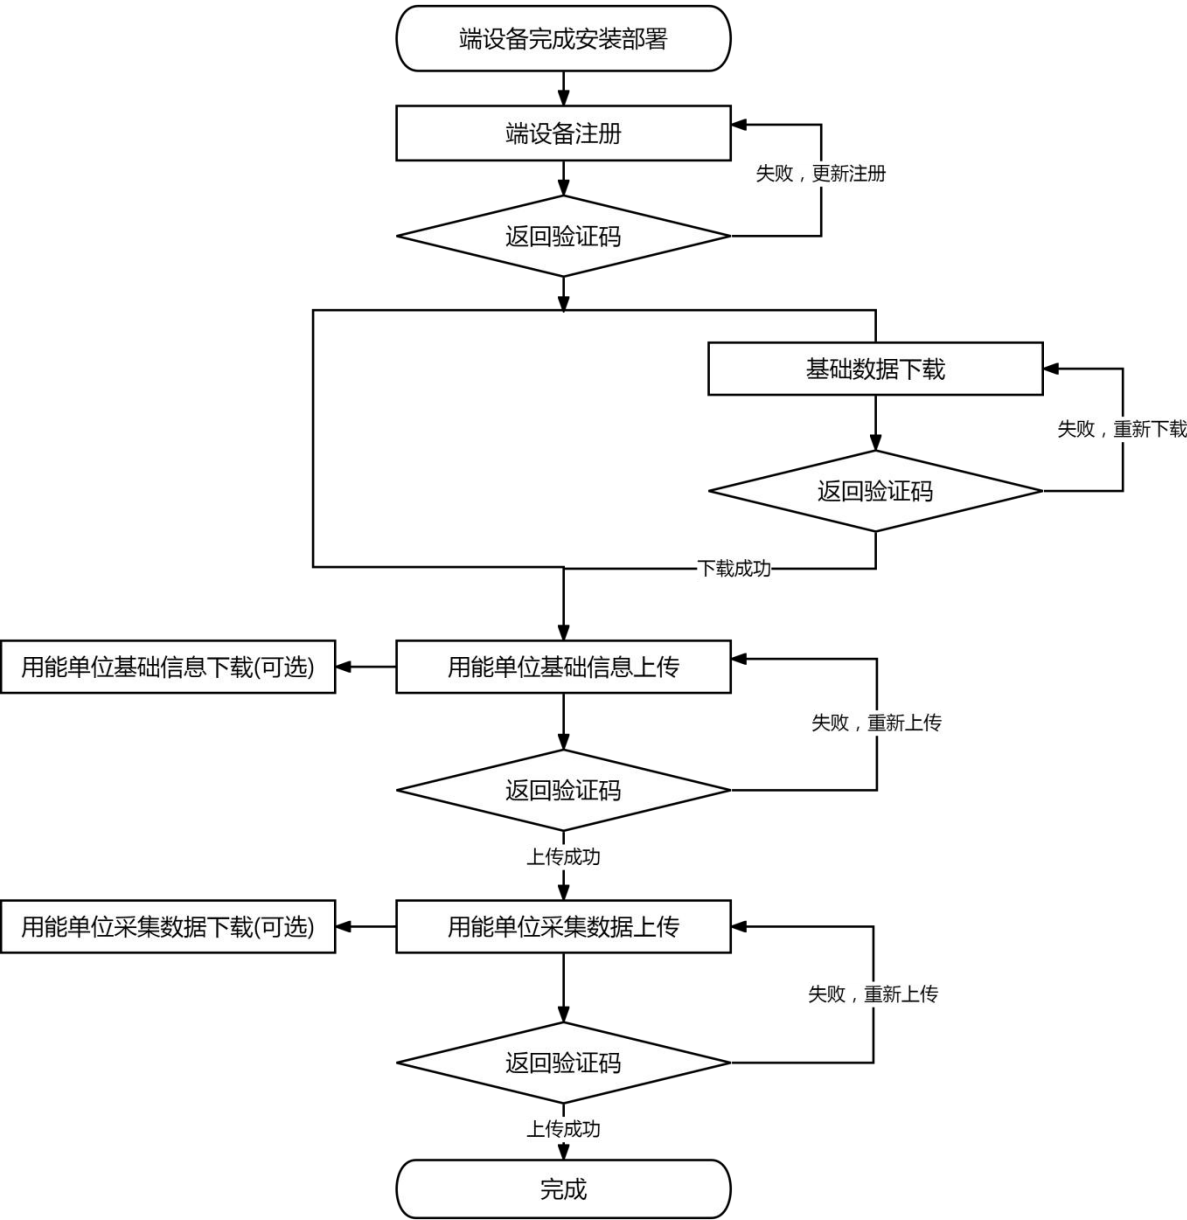 端设备完成安装部署
端设备注册
失败，更新注册
返回验证码
基础数据下载
失败，重新下载
返回验证码
下载成功
用能单位基础信息下载(可选)
用能单位基础信息上传
失败，重新上传
返回验证码
上传成功
用能单位采集数据下载(可选)
用能单位采集数据上传
失败，重新上传
返回验证码
上传成功
完成